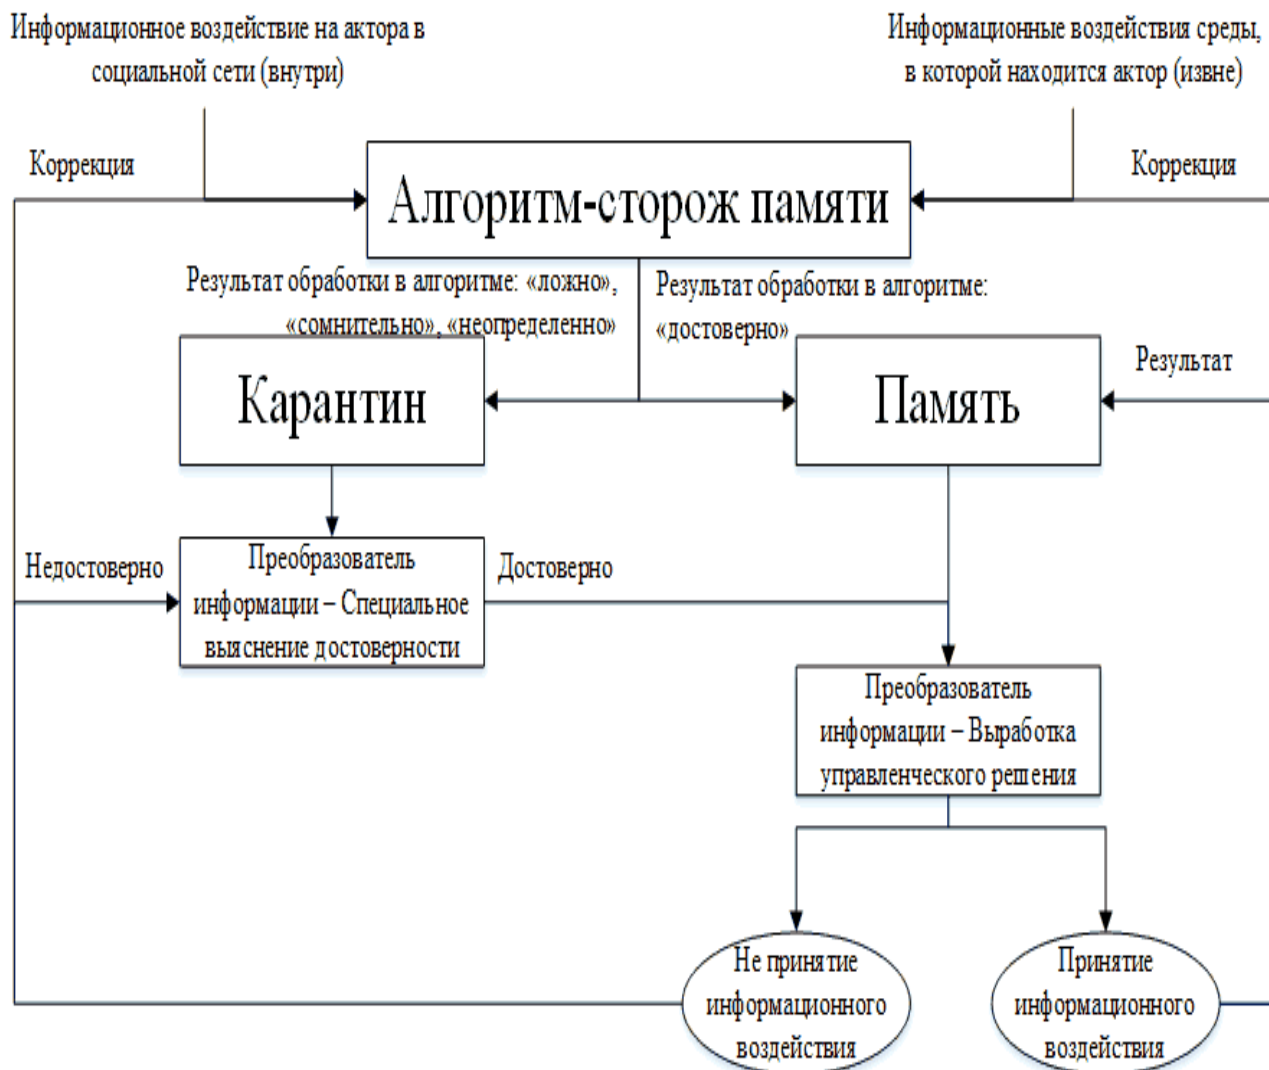 Информационное воздействие на актора в
социальной сети (внутри)
Информационные воздействия среды,
в которой находится актор (извне)
Коррекция
Коррекция
Алгоритм-сторож памяти
Результат обработки в алгоритме: «ложно»,
«сомнительно», «неопределенно»
Результат обработки в алгоритме:
«достоверно»
Карантин
Память
Результат
Недостоверно
Преобразователь
информации – Специальное
выяснение достоверности
Достоверно
Преобразователь
информации – Выработка
управленческого решения
Не принятие
информационного
воздействия
Принятие
информационного
воздействия